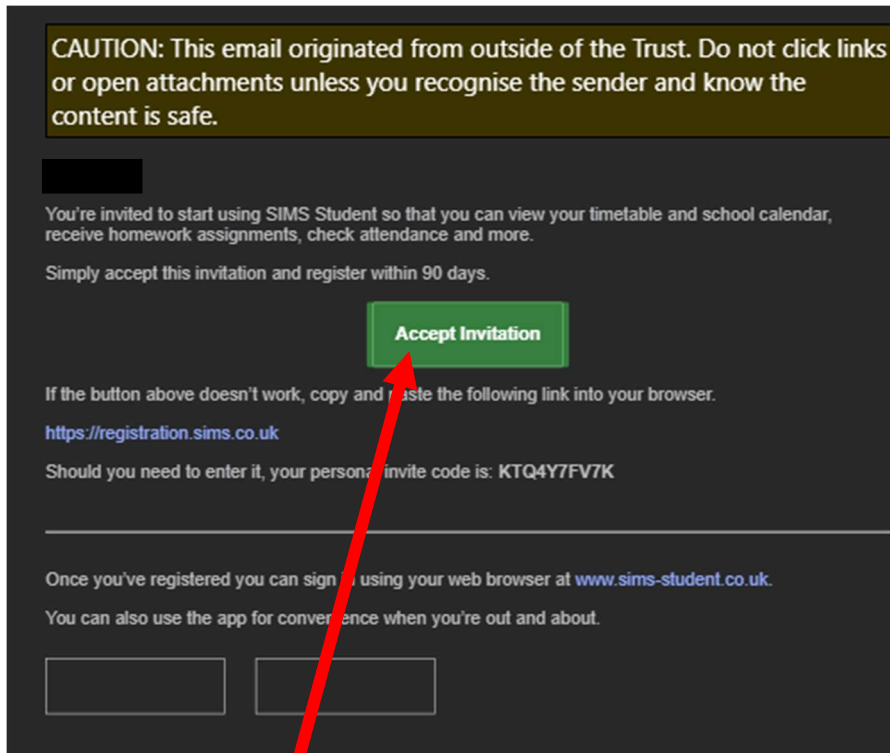 CAUTION: This email originated from outside of the Trust. Do not click links
or open attachments unless you recognise the sender and know the
content is safe.
You're invited to start using SIMS Student so that you can view your timetable and school calendar,
receive homework assignments, check attendance and more.
Simply accept this invitation and register within 90 days.
Accept Invitation
If the button above doesn't work, copy and paste the following link into your browser.
https://registration.sims.co.uk
Should you need to enter it, your personal invite code is: KTQ4Y7FV7K
Once you've registered you can sign in using your web browser at www.sims-student.co.uk.
You can also use the app for convenience when you're out and about.